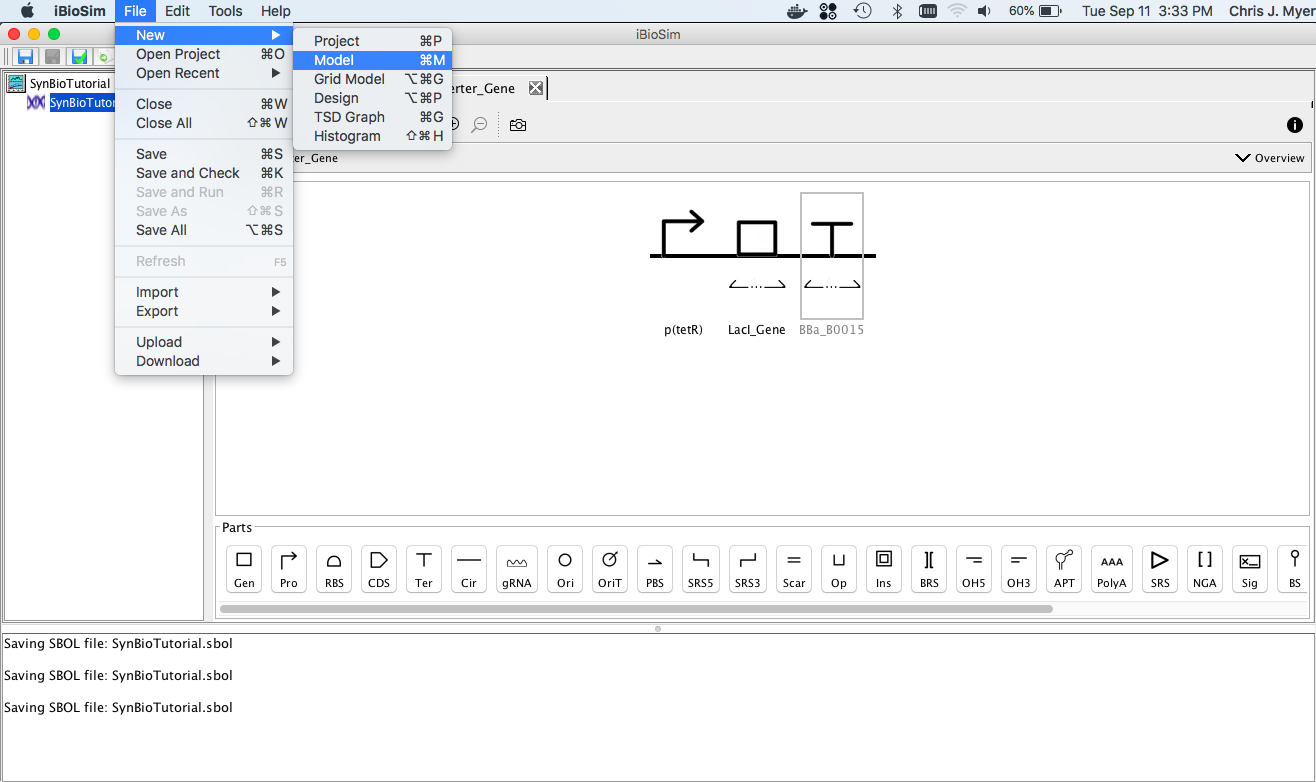 iBioSim File Edit Tools Help 60% Tue Sep 11 3:33 PM Chris J. Myer
iBioSim
New
Open Project ⌘O
Open Recent
Close ⌘W
Close All ⇧⌘W
Save ⌘S
Save and Check ⌘K
Save and Run ⌘R
Save As ⇧⌘S
Save All ⌥⌘S
Refresh F5
Import
Export
Upload
Download
Project ⌘P
Model ⌘M
Grid Model ⌥⌘G
Design ⌥⌘P
TSD Graph ⌘G
Histogram ⇧⌘H
SynBioTutorial
SynBioTutor
erter_Gene
er_Gene
Overview
p(tetR) LacI_Gene BBa_B0015
Parts
Gen Pro RBS CDS Ter Cir gRNA Ori OriT PBS SRS5 SRS3 Scar Op Ins BRS OH5 OH3 APT PolyA SRS NGA Sig BS
Saving SBOL file: SynBioTutorial.sbol
Saving SBOL file: SynBioTutorial.sbol
Saving SBOL file: SynBioTutorial.sbol